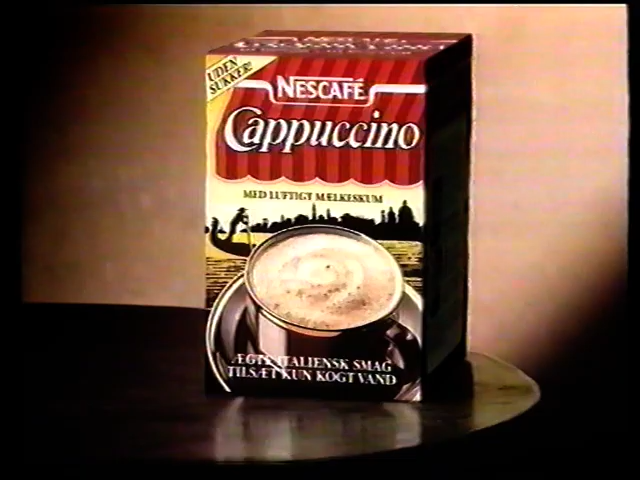 UDEN
SUKKER!
NESCAFÉ
Cappuccino
MED LUFTIGT MÆLKESKUM
ÆGTE ITALIENSK SMAG
TILSÆT KUN KOGT VAND